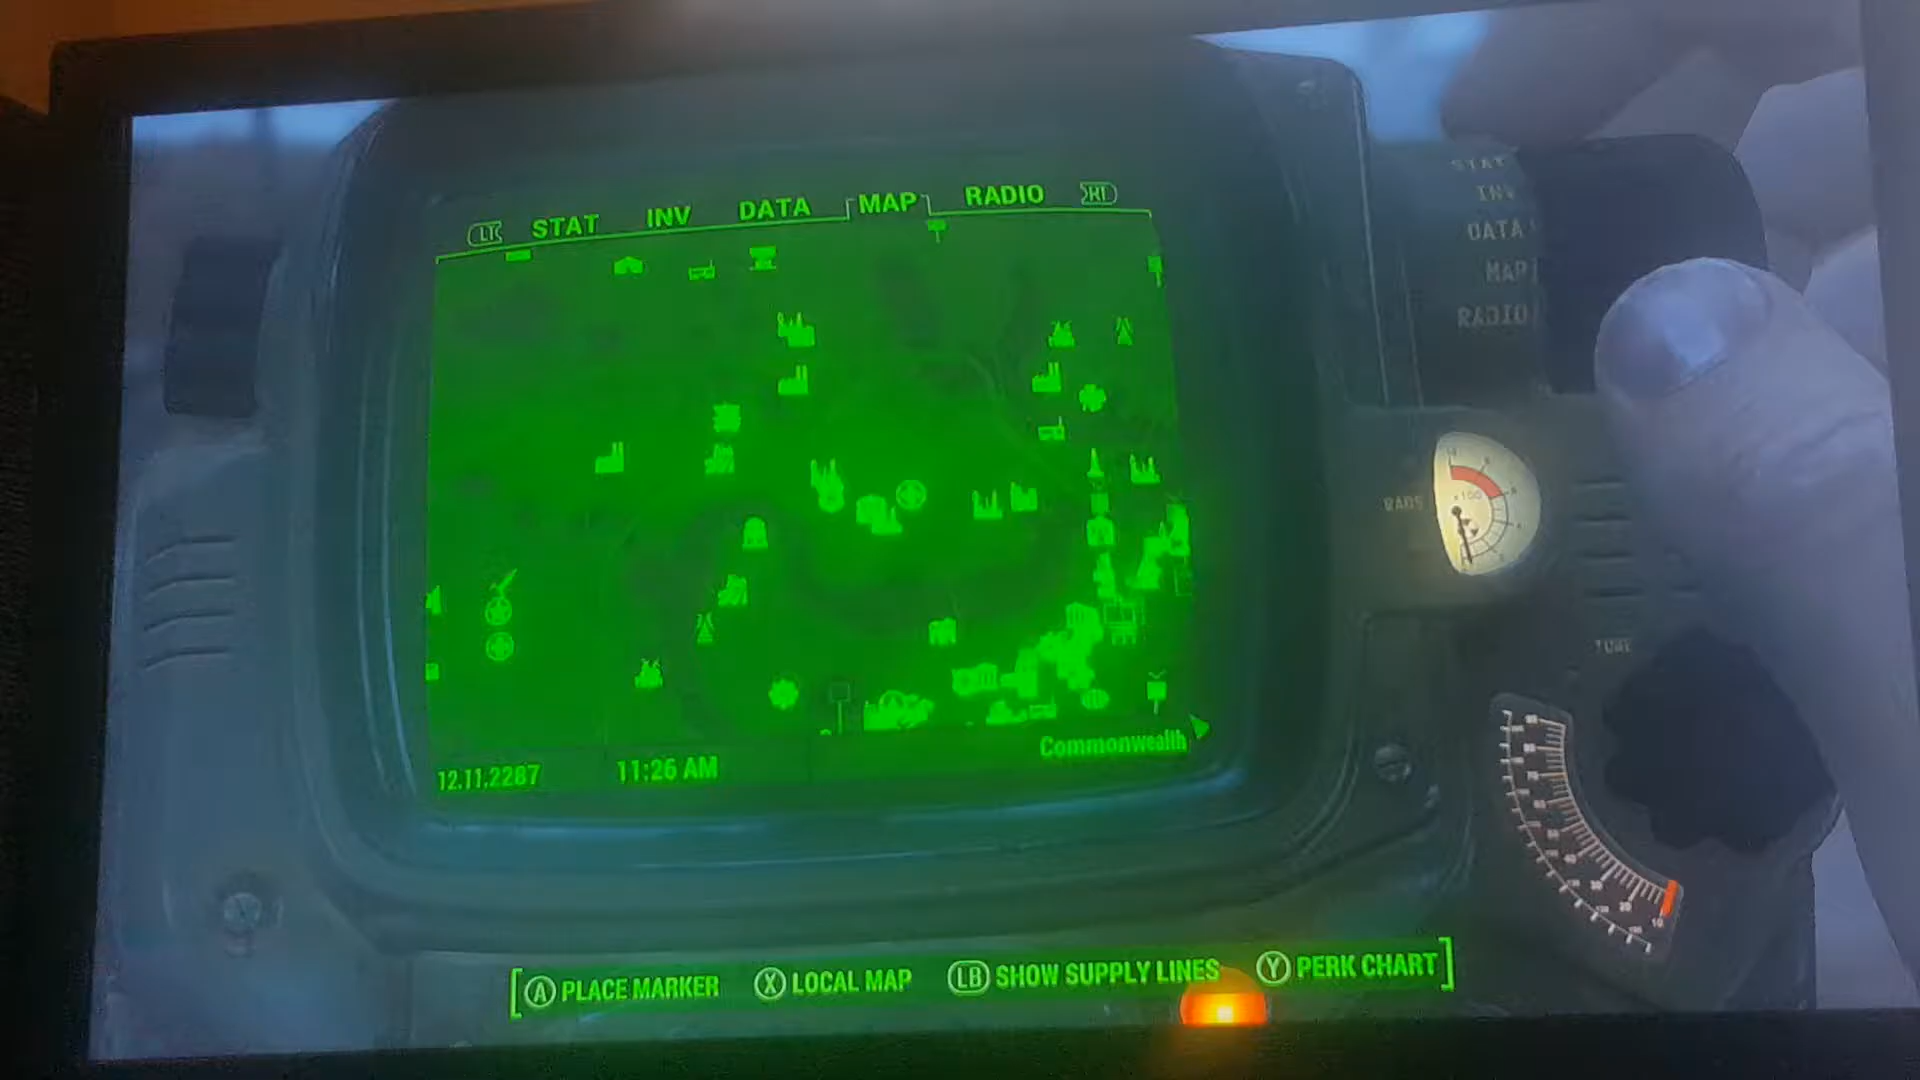 LT STAT INV DATA MAP RADIO RT
STAT
INV
DATA
MAP
RADIO
RADS
x100
TUNE
Commonwealth
12.11.2287 11:26 AM
A PLACE MARKER X LOCAL MAP LB SHOW SUPPLY LINES Y PERK CHART